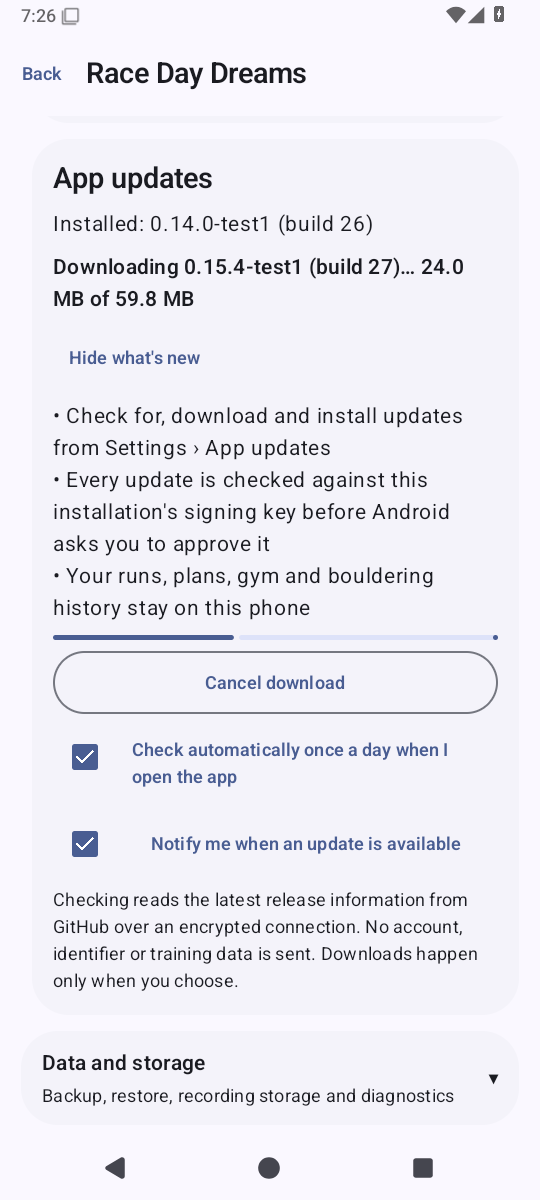 7:26
Back
Race Day Dreams
App updates
Installed: 0.14.0-test1 (build 26)
Downloading 0.15.4-test1 (build 27)… 24.0
MB of 59.8 MB
Hide what's new
• Check for, download and install updates
from Settings › App updates
• Every update is checked against this
installation's signing key before Android
asks you to approve it
• Your runs, plans, gym and bouldering
history stay on this phone
Cancel download
Check automatically once a day when I
open the app
Notify me when an update is available
Checking reads the latest release information from
GitHub over an encrypted connection. No account,
identifier or training data is sent. Downloads happen
only when you choose.
Data and storage
Backup, restore, recording storage and diagnostics